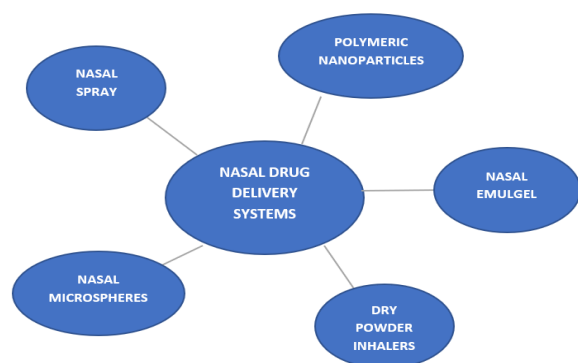 POLYMERIC
NANOPARTICLES
NASAL
SPRAY
NASAL DRUG
DELIVERY
SYSTEMS
NASAL
EMULGEL
NASAL
MICROSPHERES
DRY
POWDER
INHALERS